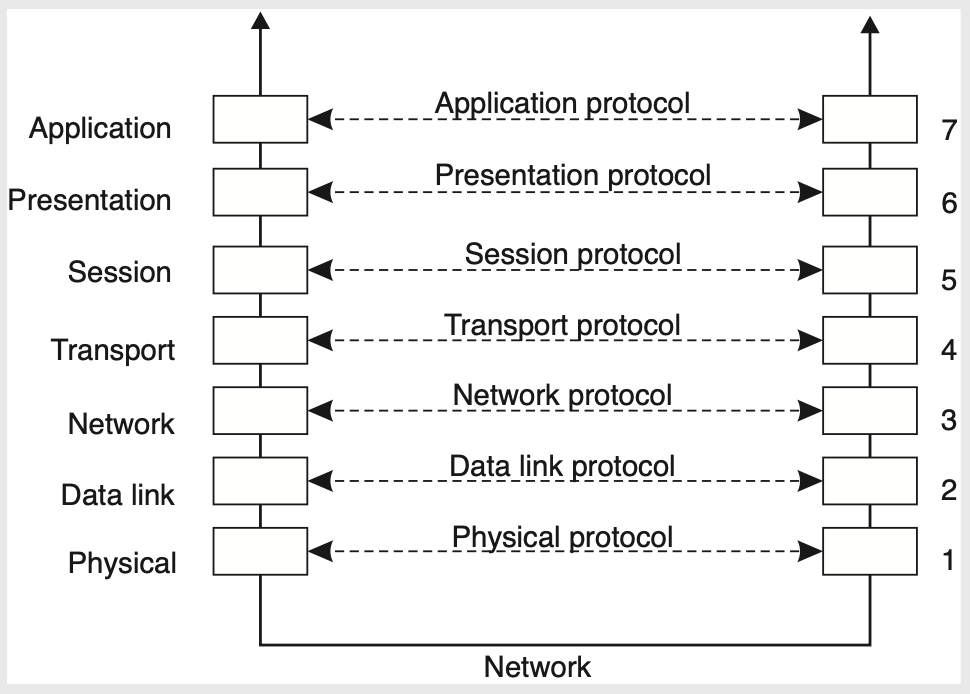 Application protocol
Application
7
Presentation protocol
Presentation
6
Session protocol
Session
5
Transport protocol
Transport
4
Network protocol
Network
3
Data link protocol
Data link
2
Physical protocol
Physical
1
Network